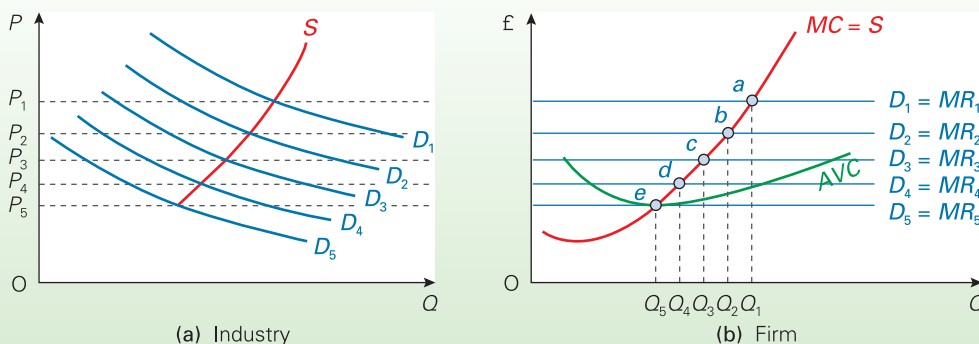 P
S
P₁
P₂
P₃
P₄
P₅
D₁
D₂
D₃
D₄
D₅
O
Q
(a) Industry
£
MC = S
a
b
c
d
e
D₁ = MR₁
D₂ = MR₂
D₃ = MR₃
D₄ = MR₄
D₅ = MR₅
AVC
O
Q₅ Q₄ Q₃ Q₂ Q₁
(b) Firm